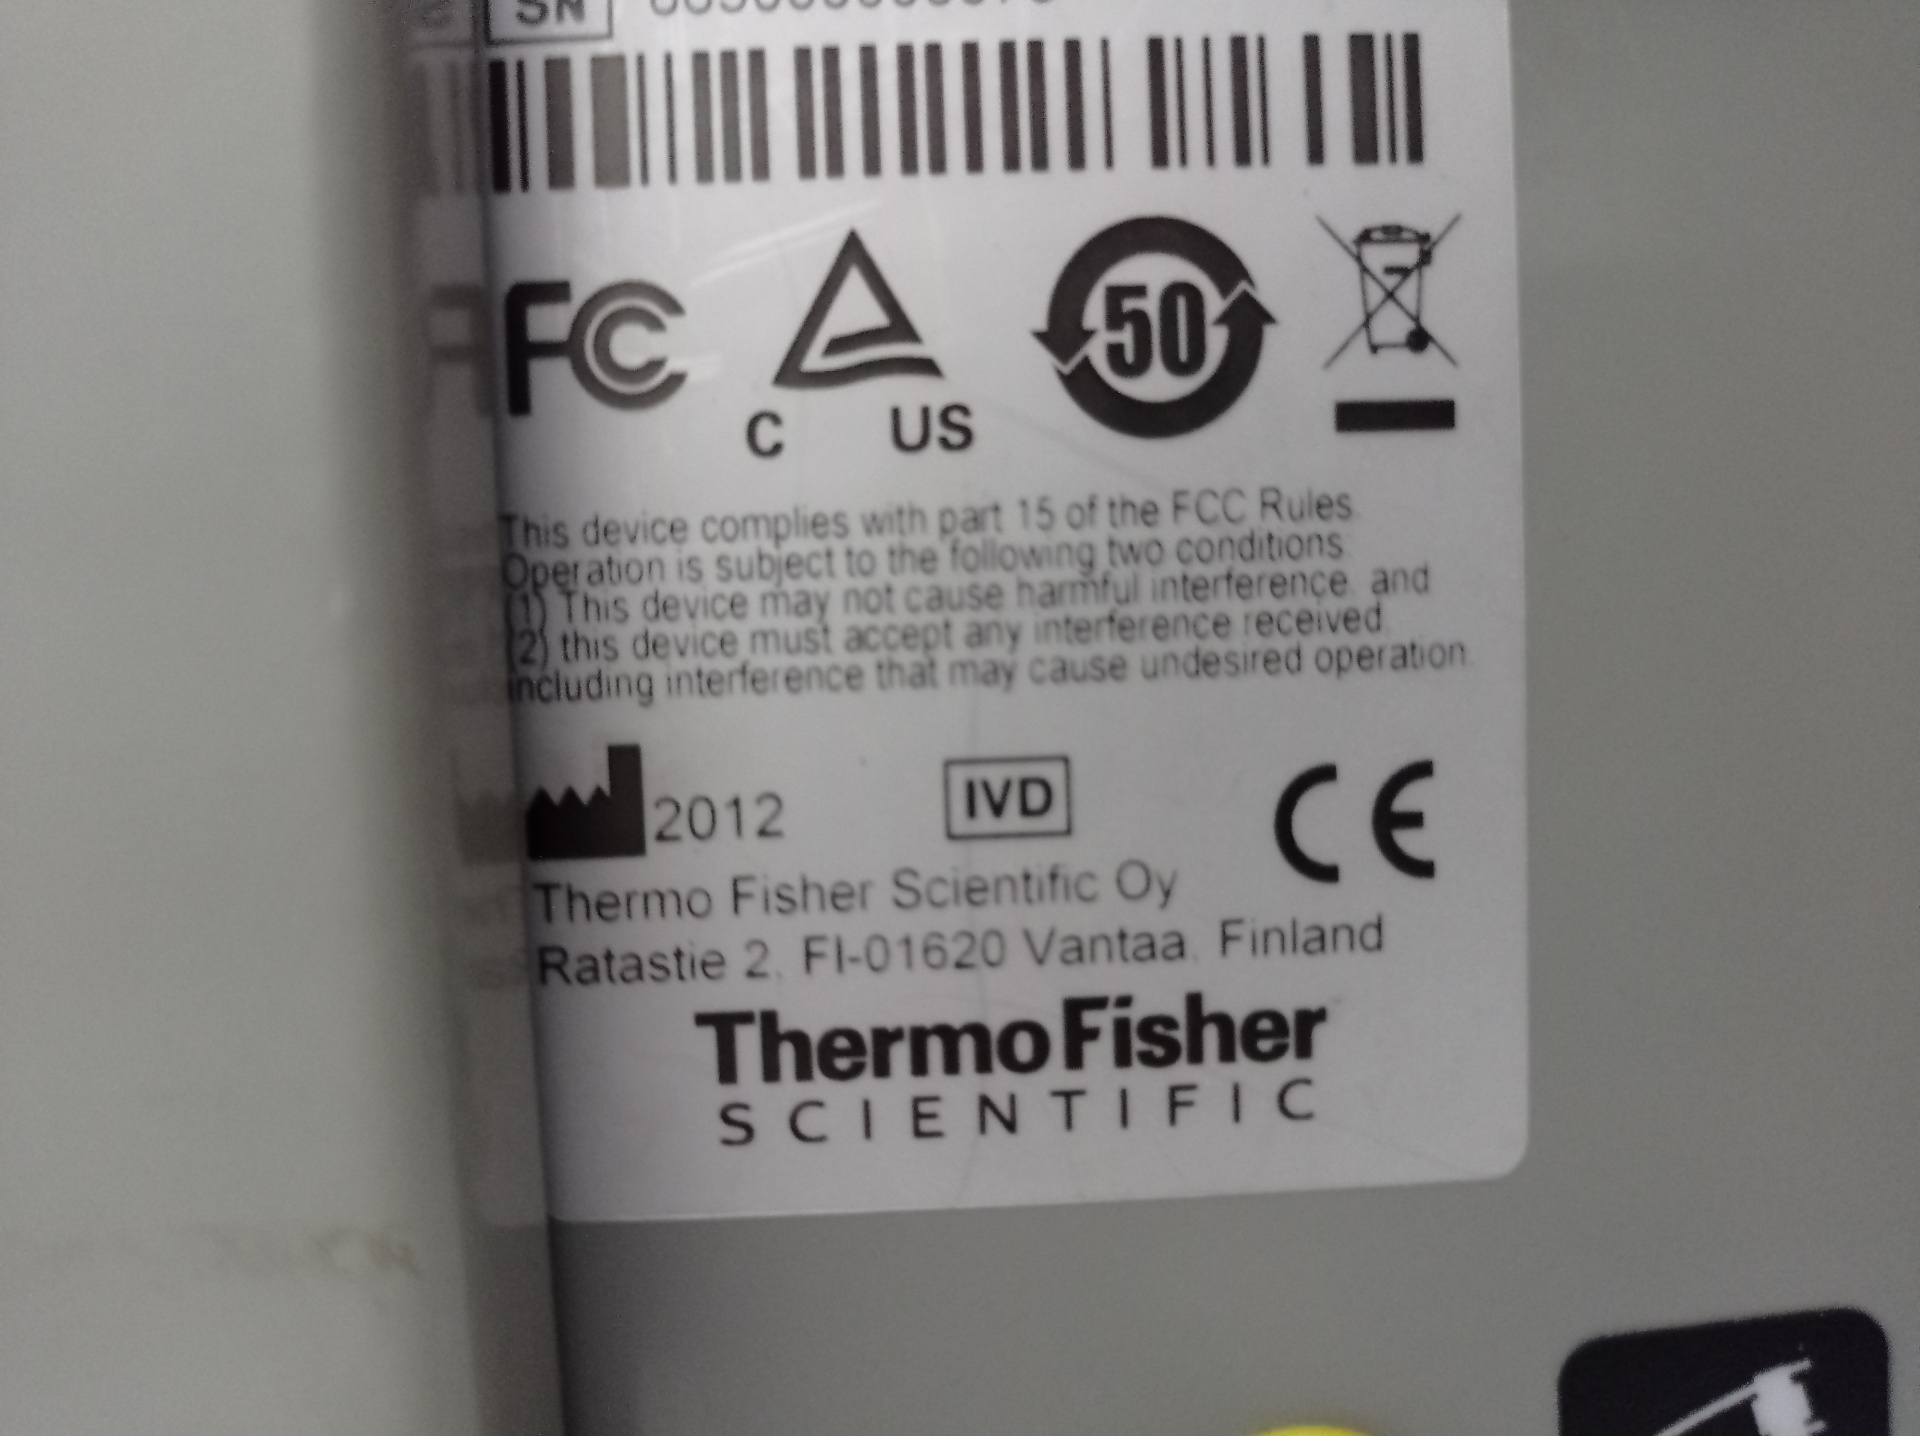 SN
FC
C US
50
This device complies with part 15 of the FCC Rules.
Operation is subject to the following two conditions:
(1) This device may not cause harmful interference, and
(2) this device must accept any interference received,
including interference that may cause undesired operation.
2012
IVD
CE
Thermo Fisher Scientific Oy
Ratastie 2, FI-01620 Vantaa, Finland
ThermoFisher
SCIENTIFIC